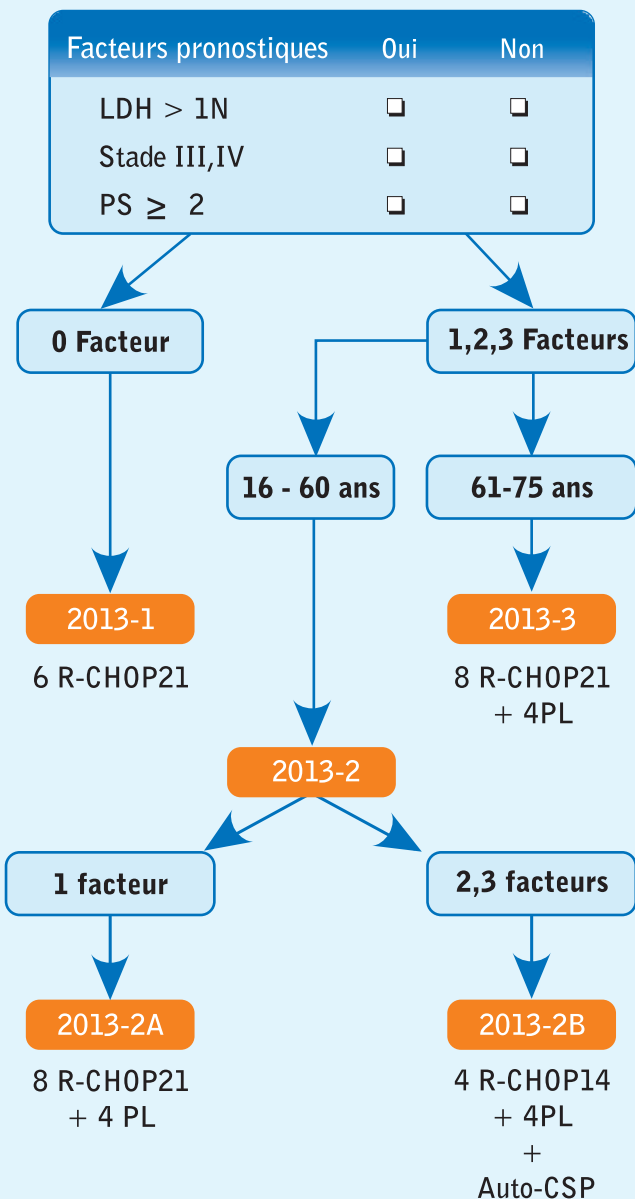 Facteurs pronostiques Oui Non
LDH > 1N ❏ ❏
Stade III,IV ❏ ❏
PS ≥ 2 ❏ ❏
0 Facteur
1,2,3 Facteurs
16 - 60 ans
61-75 ans
2013-1
6 R-CHOP21
2013-3
8 R-CHOP21
+ 4PL
2013-2
1 facteur
2,3 facteurs
2013-2A
8 R-CHOP21
+ 4 PL
2013-2B
4 R-CHOP14
+ 4PL
+
Auto-CSP